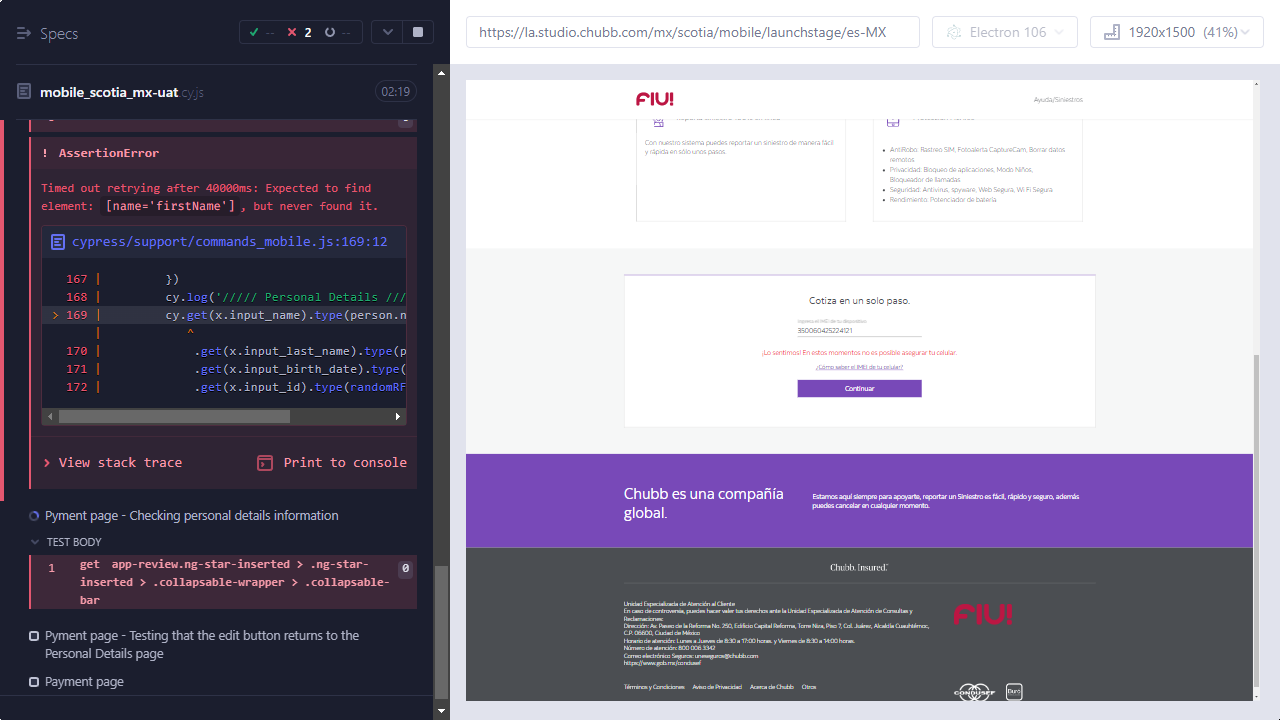 Specs
-- 2 --
mobile_scotia_mx-uat.cy.js
02:19
! AssertionError
Timed out retrying after 40000ms: Expected to find
element: [name='firstName'], but never found it.
cypress/support/commands_mobile.js:169:12
167 | })
168 | cy.log('///// Personal Details ///
> 169 | cy.get(x.input_name).type(person.n
| ^
170 | .get(x.input_last_name).type(p
171 | .get(x.input_birth_date).type(
172 | .get(x.input_id).type(randomRF
View stack trace
Print to console
Pyment page - Checking personal details information
TEST BODY
1 get app-review.ng-star-inserted > .ng-star-
inserted > .collapsable-wrapper > .collapsable-
bar
0
Pyment page - Testing that the edit button returns to the
Personal Details page
Payment page
https://la.studio.chubb.com/mx/scotia/mobile/launchstage/es-MX
Electron 106
1920x1500 (41%)
FIU!
Ayuda/Siniestros
Con nuestro sistema puedes reportar un siniestro de manera fácil
y rápida en sólo unos pasos
AntiRobo: Rastreo SIM, Fotoalerta CaptureCam, Borrar datos
remotos
Privacidad: Bloqueo de aplicaciones, Modo Niños,
Bloqueador de llamadas
Seguridad: Antivirus, spyware, Web Segura, Wi Fi Segura
Rendimiento: Potenciador de batería
Cotiza en un solo paso.
Ingresa el IMEI de tu dispositivo
350060425224121
¡Lo sentimos! En estos momentos no es posible asegurar tu celular.
¿Cómo saber el IMEI de tu celular?
Continuar
Chubb es una compañía
global.
Estamos aquí siempre para apoyarte, reportar un Siniestro es fácil, rápido y seguro, además
puedes cancelar en cualquier momento.
Chubb. Insured.
Unidad Especializada de Atención al Cliente
En caso de controversia, puedes hacer valer tus derechos ante la Unidad Especializada de Atención de Consultas y
Reclamaciones:
Dirección: Av. Paseo de la Reforma No. 250, Edificio Capital Reforma, Torre Niza, Piso 7, Col. Juárez, Alcaldía Cuauhtémoc,
C.P. 06600, Ciudad de México
Horario de atención: Lunes a Jueves de 8:30 a 17:00 horas. y Viernes de 8:30 a 14:00 horas.
Número de atención: 800 006 3342
Correo electrónico Seguros: uneseguros@chubb.com
https://www.gob.mx/condusef
FIU!
Términos y Condiciones
Aviso de Privacidad
Acerca de Chubb
Otros
CONDUSEF
Buró